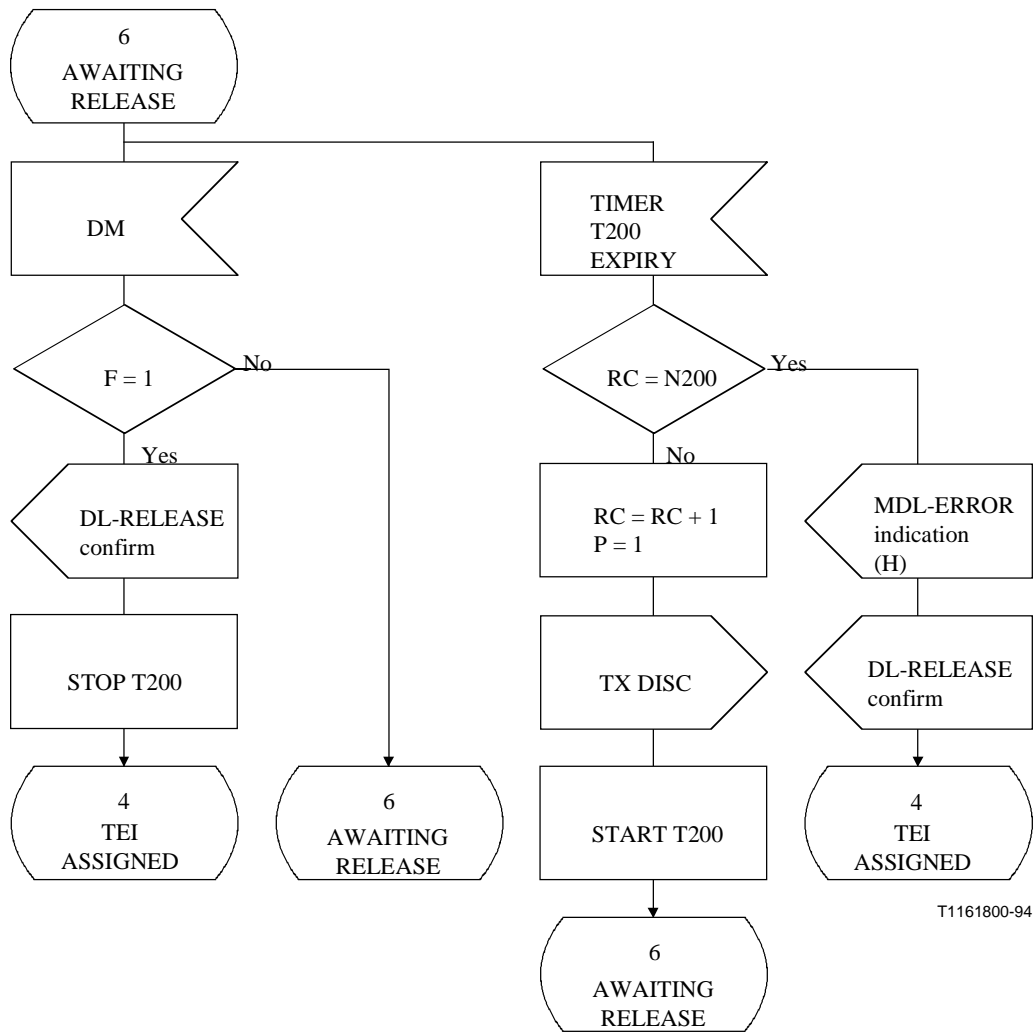 6
AWAITING
RELEASE
DM
TIMER
T200
EXPIRY
F = 1
No
RC = N200
Yes
Yes
No
DL-RELEASE
confirm
RC = RC + 1
P = 1
MDL-ERROR
indication
(H)
STOP T200
TX DISC
DL-RELEASE
confirm
4
TEI
ASSIGNED
6
AWAITING
RELEASE
START T200
4
TEI
ASSIGNED
T1161800-94
6
AWAITING
RELEASE